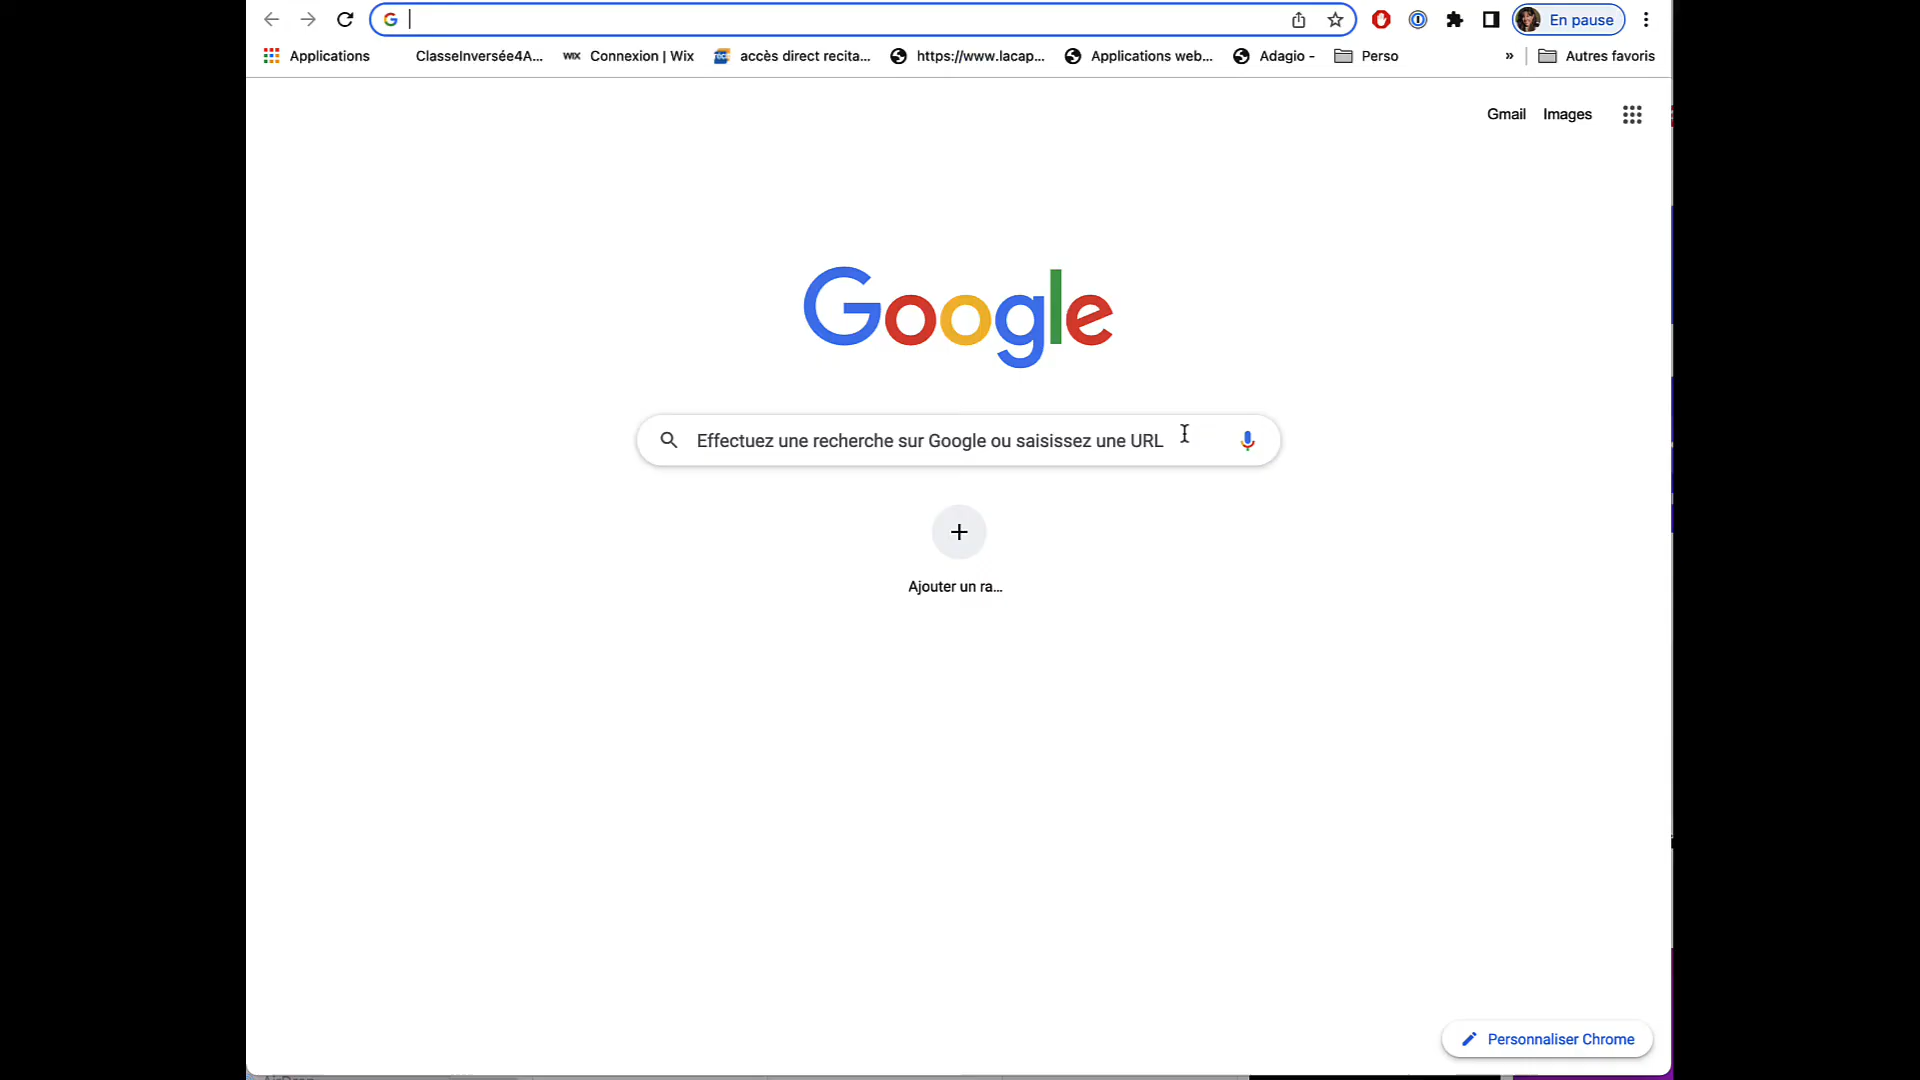 En pause
Applications
ClasseInversée4A...
WIX Connexion | Wix
accès direct recita...
https://www.lacap...
Applications web...
Adagio -
Perso
»
Autres favoris
Gmail
Images
Google
Effectuez une recherche sur Google ou saisissez une URL
Ajouter un ra...
Personnaliser Chrome